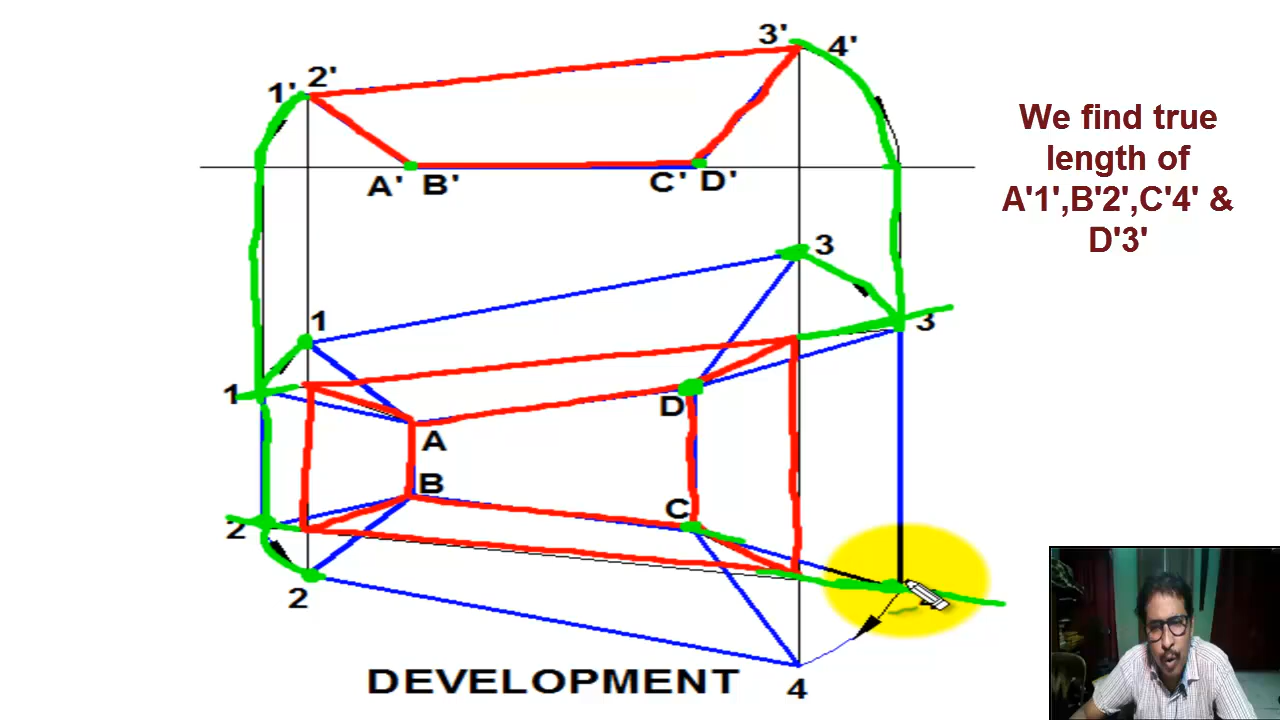 3' 4'
1' 2'
A' B' C' D'
We find true
length of
A'1',B'2',C'4' &
D'3'
3
1
3
1
D
A
B
C
2
2
DEVELOPMENT
4